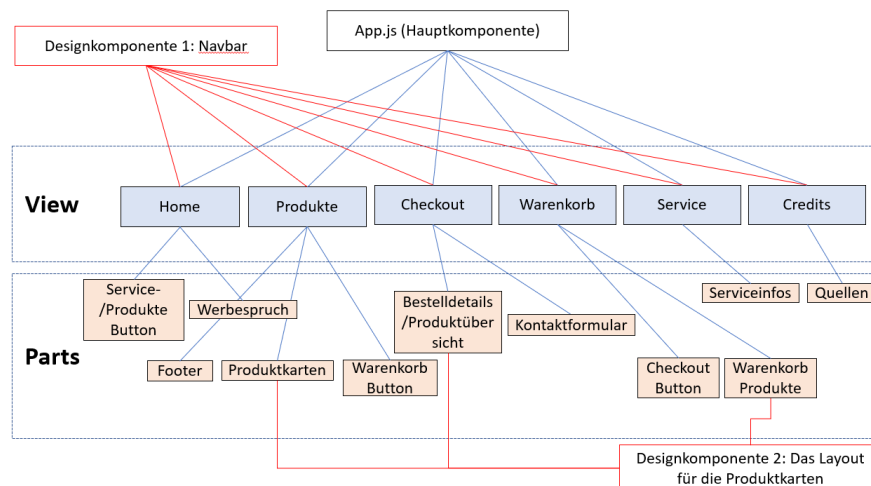 App.js (Hauptkomponente)
Designkomponente 1: Navbar
View
Home
Produkte
Checkout
Warenkorb
Service
Credits
Parts
Service-
/Produkte
Button
Werbespruch
Bestelldetails
/Produktüber
sicht
Kontaktformular
Serviceinfos
Quellen
Footer
Produktkarten
Warenkorb
Button
Checkout
Button
Warenkorb
Produkte
Designkomponente 2: Das Layout
für die Produktkarten